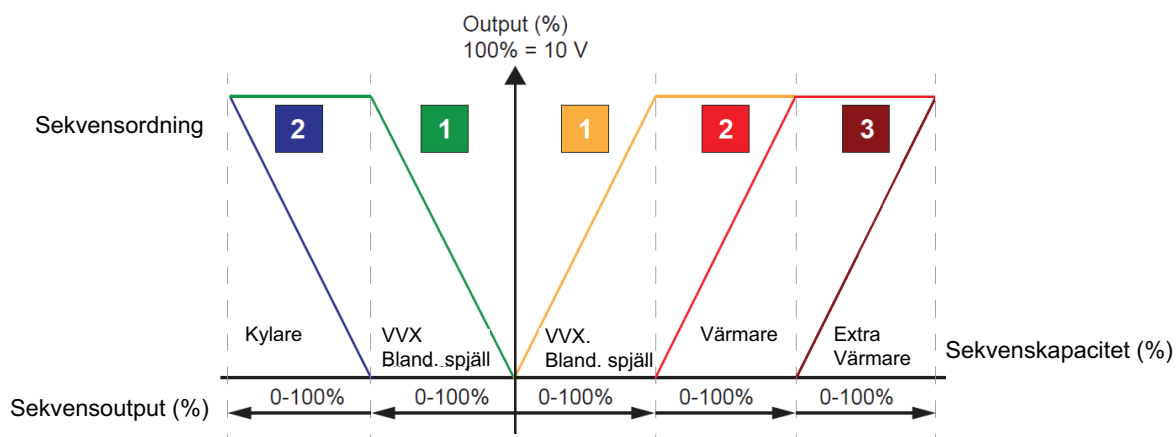 Output (%)
100% = 10 V
Sekvensordning
2
1
1
2
3
Kylare
VVX
Bland. spjäll
VVX.
Bland. spjäll
Värmare
Extra
Värmare
Sekvenskapacitet (%)
Sekvensoutput (%)
0-100%
0-100%
0-100%
0-100%
0-100%